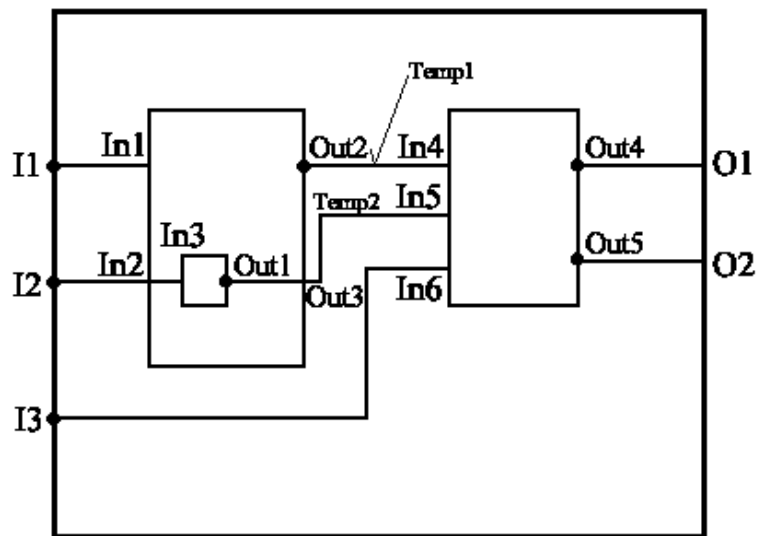 Temp1
I1
In1
Out2
In4
Out4
O1
Temp2
In5
In3
I2
In2
Out1
Out3
In6
Out5
O2
I3